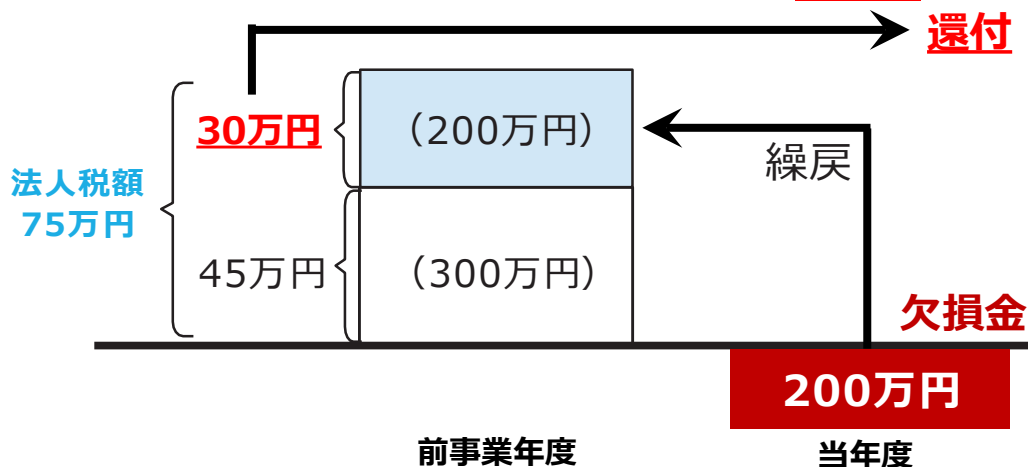 還付
30万円
（200万円）
繰戻
法人税額
75万円
45万円
（300万円）
欠損金
200万円
前事業年度
当年度